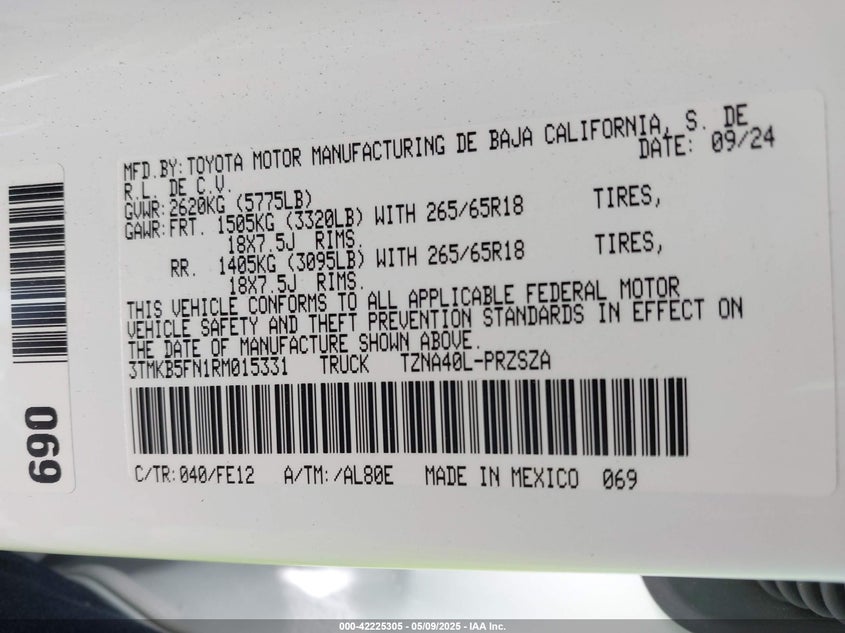 MFD.BY:TOYOTA MOTOR MANUFACTURING DE BAJA CALIFORNIA, S. DE
R.L. DE C.V. DATE: 09/24
GVWR:2620KG (5775LB)
GAWR:FRT. 1505KG (3320LB) WITH 265/65R18 TIRES,
18X7.5J RIMS.
RR. 1405KG (3095LB) WITH 265/65R18 TIRES,
18X7.5J RIMS.
THIS VEHICLE CONFORMS TO ALL APPLICABLE FEDERAL MOTOR
VEHICLE SAFETY AND THEFT PREVENTION STANDARDS IN EFFECT ON
THE DATE OF MANUFACTURE SHOWN ABOVE.
3TMKB5FN1RM015331 TRUCK TZNA40L-PRZSZA
C/TR:040/FE12 A/TM:/AL80E MADE IN MEXICO 069
069
000-42225305 - 05/09/2025 - IAA Inc.